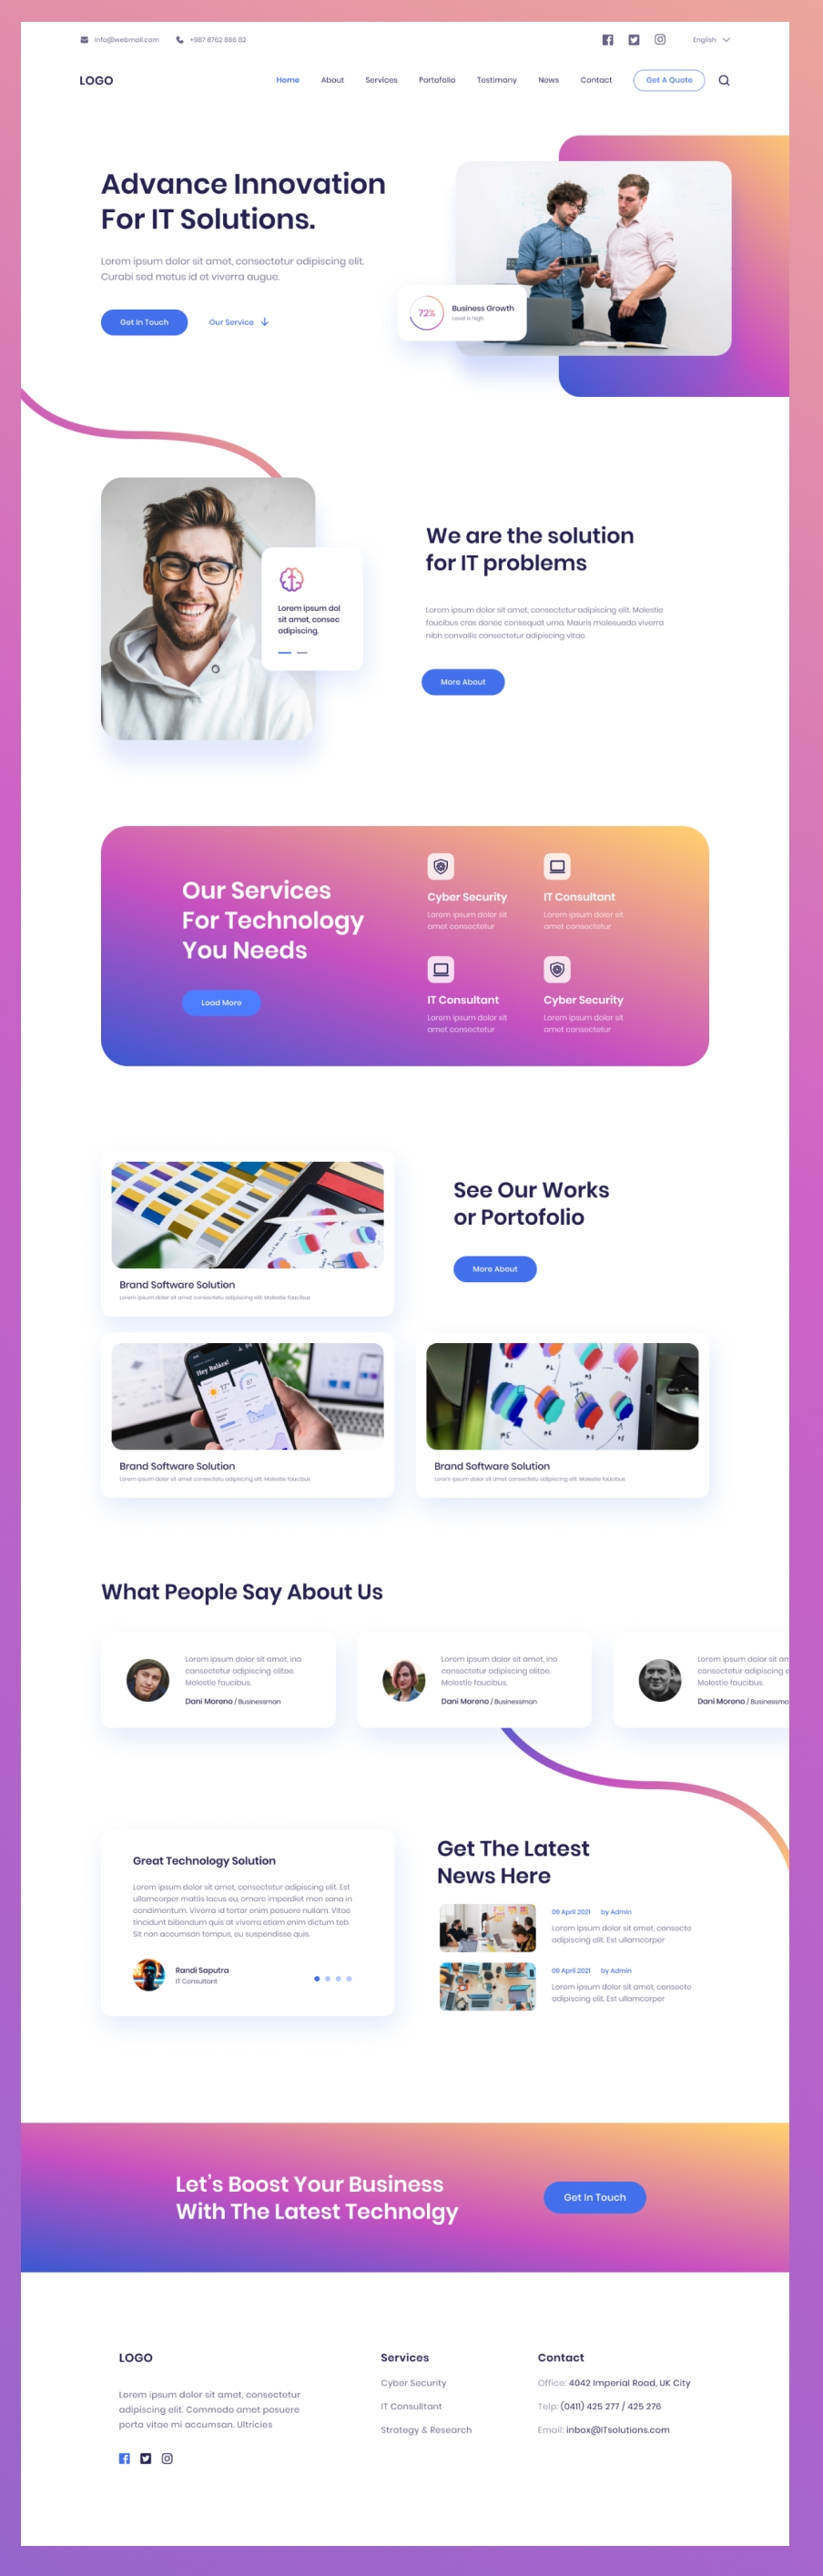 info@webmail.com
+987 8762 866 82
English
LOGO
Home
About
Services
Portofolio
Testimony
News
Contact
Get A Quote
Advance Innovation
For IT Solutions.
Lorem ipsum dolor sit amet, consectetur adipiscing elit.
Curabi sed metus id et viverra augue.
Get In Touch
Our Service
72%
Business Growth
Level is high
Lorem ipsum dol
sit amet, consec
adipiscing.
We are the solution
for IT problems
Lorem ipsum dolor sit amet, consectetur adipiscing elit. Molestie
faucibus cras donec consequat urna. Mauris malesuada viverra
nibh convallis consectetur adipiscing vitae.
More About
Our Services
For Technology
You Needs
Load More
Cyber Security
Lorem ipsum dolor sit
amet consectetur
IT Consultant
Lorem ipsum dolor sit
amet consectetur
IT Consultant
Lorem ipsum dolor sit
amet consectetur
Cyber Security
Lorem ipsum dolor sit
amet consectetur
Brand Software Solution
Lorem ipsum dolor sit amet consectetu adipiscing elit. Molestie faucibus
See Our Works
or Portofolio
More About
Hey Balázs!
17°
87
Brand Software Solution
Lorem ipsum dolor sit amet consectetu adipiscing elit. Molestie faucibus
Brand Software Solution
Lorem ipsum dolor sit amet consectetu adipiscing elit. Molestie faucibus
What People Say About Us
Lorem ipsum dolor sit amet, ino
consectetur adipiscing elitae.
Molestie faucibus.
Dani Moreno / Businessman
Lorem ipsum dolor sit amet, ino
consectetur adipiscing elitae.
Molestie faucibus.
Dani Moreno / Businessman
Lorem ipsum dolor sit am
consectetur adipiscing e
Molestie faucibus.
Dani Moreno / Businessma
Great Technology Solution
Lorem ipsum dolor sit amet, consectetur adipiscing elit. Est
ullamcorper mattis lacus eu, ornare imperdiet mon sana in
condimentum. Viverra id tortor enim posuere nullam. Vitae
tincidunt bibendum quis at viverra etiam enim dictum teb.
Sit non accumsan tempus, eu suspendisse quis.
Randi Saputra
IT Consultant
Get The Latest
News Here
09 April 2021 by Admin
Lorem ipsum dolor sit amet, consecte
adipiscing elit. Est ullamcorper
09 April 2021 by Admin
Lorem ipsum dolor sit amet, consecte
adipiscing elit. Est ullamcorper
Let's Boost Your Business
With The Latest Technolgy
Get In Touch
LOGO
Lorem ipsum dolor sit amet, consectetur
adipiscing elit. Commodo amet posuere
porta vitae mi accumsan. Ultricies
Services
Cyber Security
IT Consulltant
Strategy & Research
Contact
Office: 4042 Imperial Road, UK City
Telp: (0411) 425 277 / 425 276
Email: inbox@ITsolutions.com